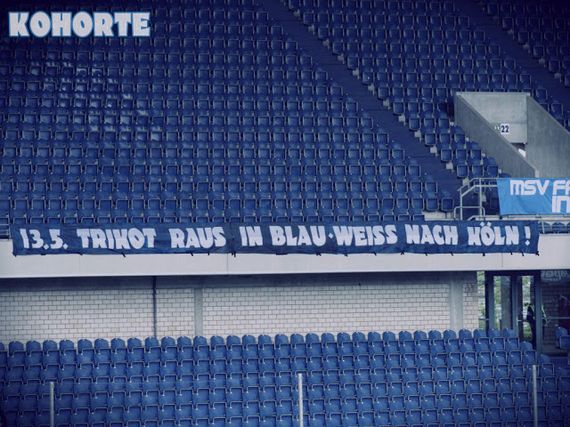 KOHORTE
22
MSV
13.5. TRIKOT RAUS IN BLAU-WEISS NACH KÖLN!